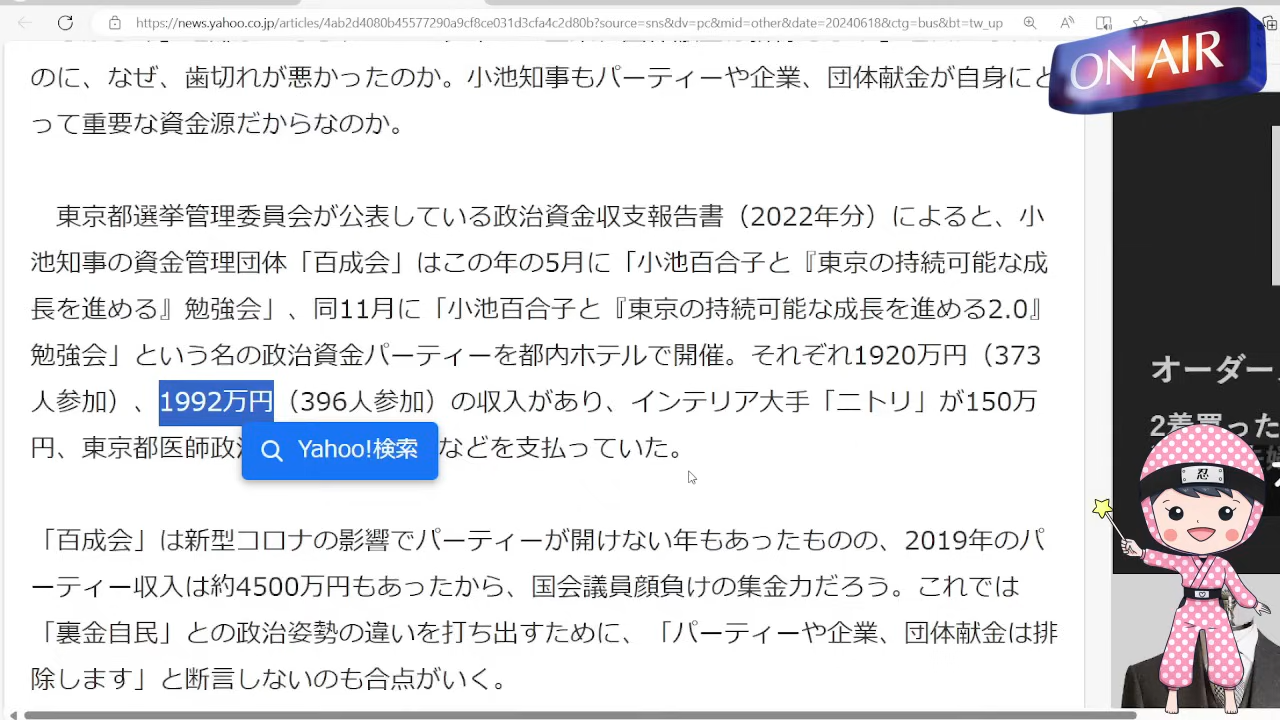 https://news.yahoo.co.jp/articles/4ab2d4080b45577290a9cf8ce031d3cfa4c2d80b?source=sns&dv=pc&mid=other&date=20240618&ctg=bus&bt=tw_up
ON AIR
のに、なぜ、歯切れが悪かったのか。小池知事もパーティーや企業、団体献金が自身にと
って重要な資金源だからなのか。
東京都選挙管理委員会が公表している政治資金収支報告書（2022年分）によると、小
池知事の資金管理団体「百成会」はこの年の5月に「小池百合子と『東京の持続可能な成
長を進める』勉強会」、同11月に「小池百合子と『東京の持続可能な成長を進める2.0』
勉強会」という名の政治資金パーティーを都内ホテルで開催。それぞれ1920万円（373
人参加）、1992万円（396人参加）の収入があり、インテリア大手「ニトリ」が150万
円、東京都医師政治
Yahoo!検索
などを支払っていた。
「百成会」は新型コロナの影響でパーティーが開けない年もあったものの、2019年のパ
ーティー収入は約4500万円もあったから、国会議員顔負けの集金力だろう。これでは
「裏金自民」との政治姿勢の違いを打ち出すために、「パーティーや企業、団体献金は排
除します」と断言しないのも合点がいく。
オーダー
2着買った
忍